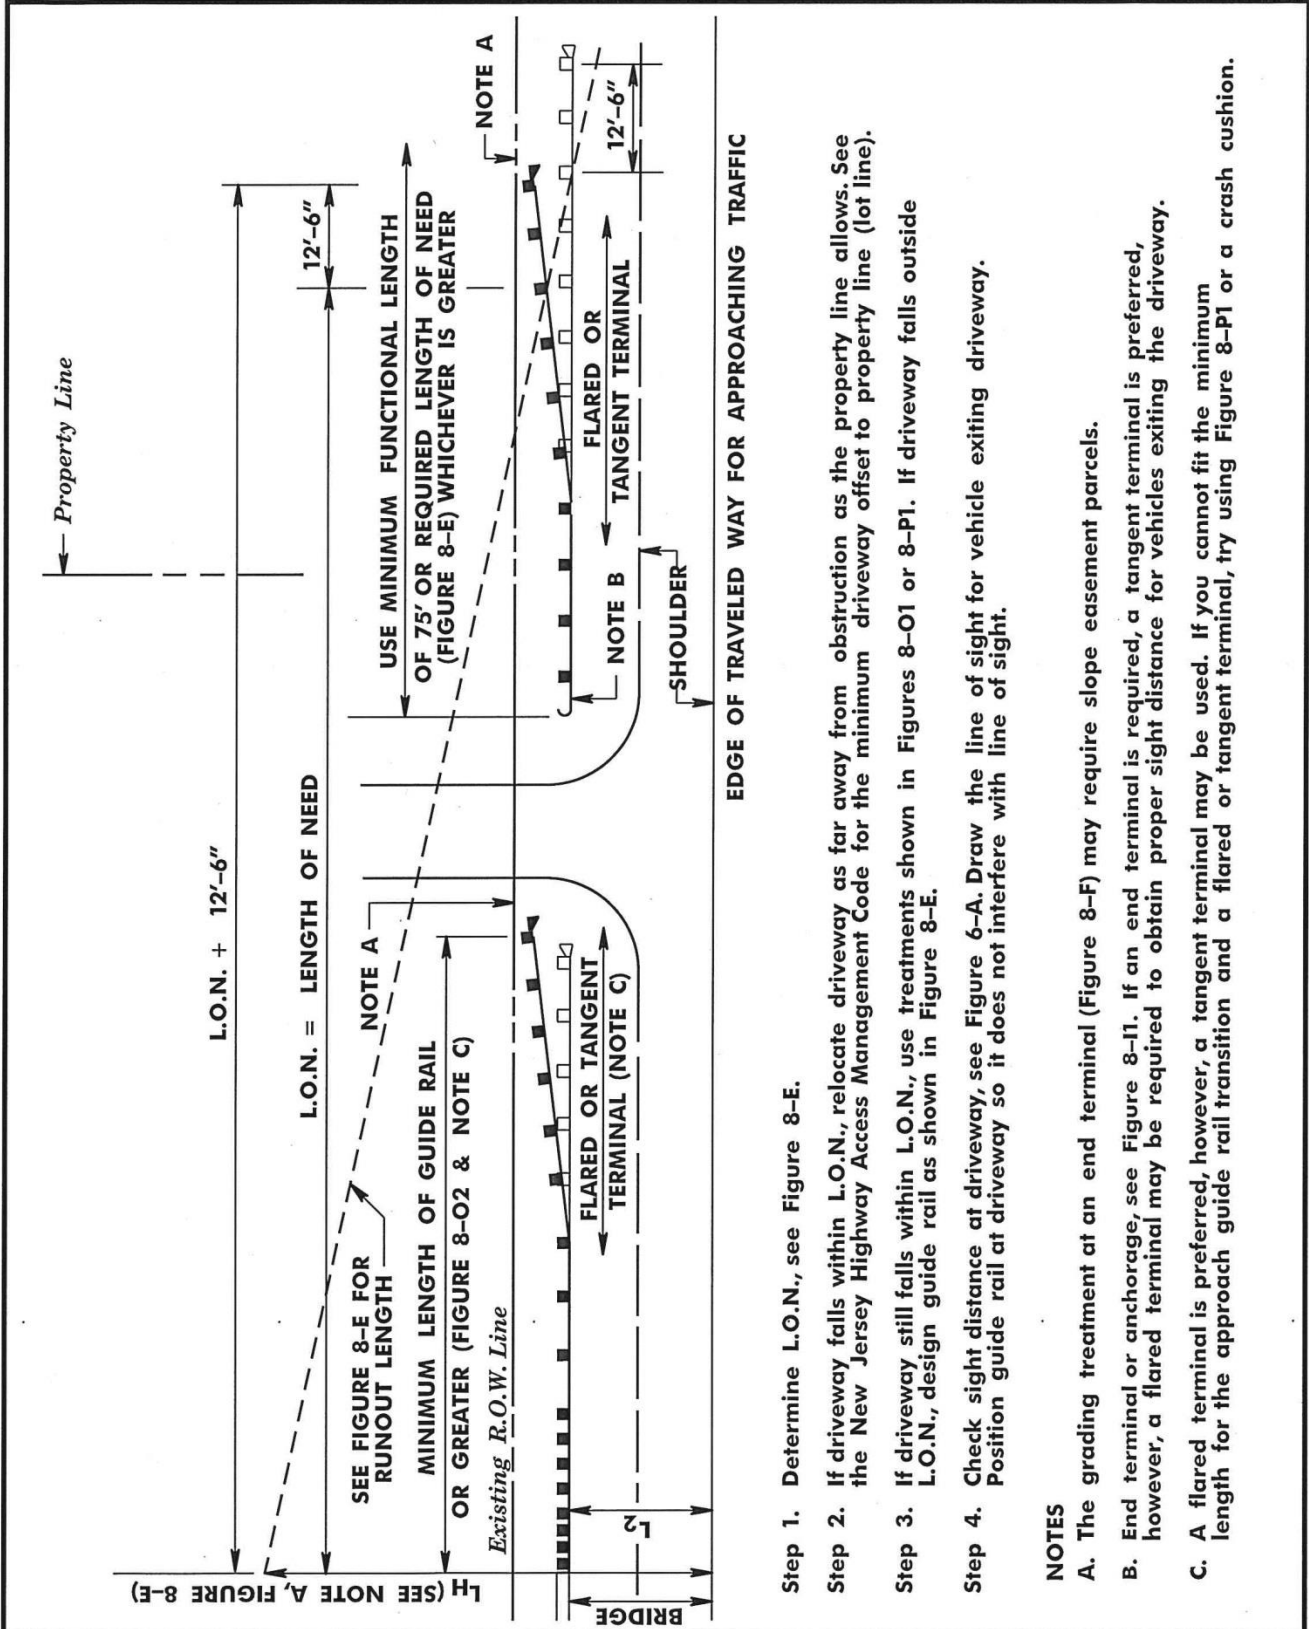 Property Line
L.O.N. + 12'-6"
12'-6"
L.O.N. = LENGTH OF NEED
USE MINIMUM FUNCTIONAL LENGTH
OF 75' OR REQUIRED LENGTH OF NEED
(FIGURE 8-E) WHICHEVER IS GREATER
NOTE A
SEE FIGURE 8-E FOR
RUNOUT LENGTH
NOTE A
MINIMUM LENGTH OF GUIDE RAIL
OR GREATER (FIGURE 8-O2 & NOTE C)
Existing R.O.W. Line
LH (SEE NOTE A, FIGURE 8-E)
BRIDGE
L2
FLARED OR TANGENT
TERMINAL (NOTE C)
FLARED OR
TANGENT TERMINAL
12'-6"
NOTE B
SHOULDER
EDGE OF TRAVELED WAY FOR APPROACHING TRAFFIC
Step 1. Determine L.O.N., see Figure 8-E.
Step 2. If driveway falls within L.O.N., relocate driveway as far away from obstruction as the property line allows. See
the New Jersey Highway Access Management Code for the minimum driveway offset to property line (lot line).
Step 3. If driveway still falls within L.O.N., use treatments shown in Figures 8-O1 or 8-P1. If driveway falls outside
L.O.N., design guide rail as shown in Figure 8-E.
Step 4. Check sight distance at driveway, see Figure 6-A. Draw the line of sight for vehicle exiting driveway.
Position guide rail at driveway so it does not interfere with line of sight.
NOTES
A. The grading treatment at an end terminal (Figure 8-F) may require slope easement parcels.
B. End terminal or anchorage, see Figure 8-I1. If an end terminal is required, a tangent terminal is preferred,
however, a flared terminal may be required to obtain proper sight distance for vehicles exiting the driveway.
C. A flared terminal is preferred, however, a tangent terminal may be used. If you cannot fit the minimum
length for the approach guide rail transition and a flared or tangent terminal, try using Figure 8-P1 or a crash cushion.